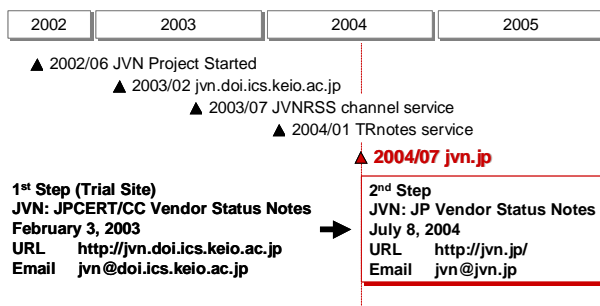 2002 2003 2004 2005
▲ 2002/06 JVN Project Started
▲ 2003/02 jvn.doi.ics.keio.ac.jp
▲ 2003/07 JVNRSS channel service
▲ 2004/01 TRnotes service
▲ 2004/07 jvn.jp
1st Step (Trial Site)
JVN: JPCERT/CC Vendor Status Notes
February 3, 2003
URL http://jvn.doi.ics.keio.ac.jp
Email jvn@doi.ics.keio.ac.jp
2nd Step
JVN: JP Vendor Status Notes
July 8, 2004
URL http://jvn.jp/
Email jvn@jvn.jp